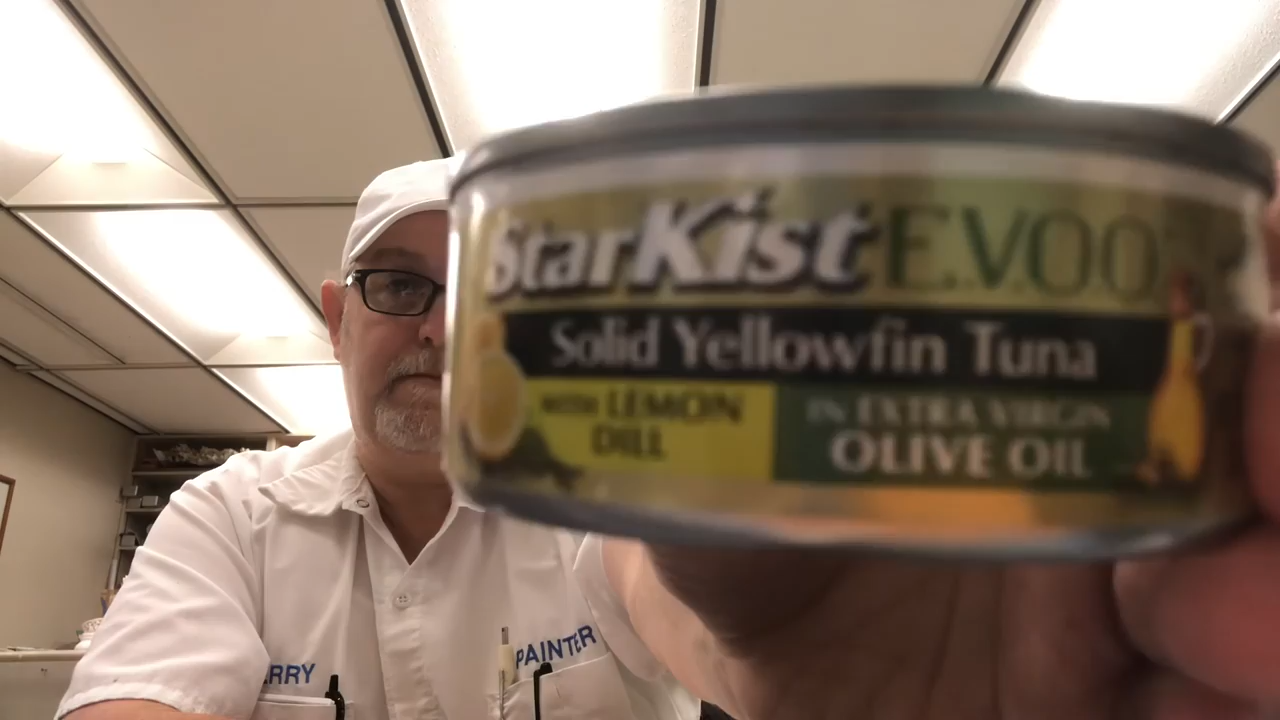 StarKist E.V.O.O.
Solid Yellowfin Tuna
WITH LEMON
DILL
IN EXTRA VIRGIN
OLIVE OIL
PAINTER
RRY